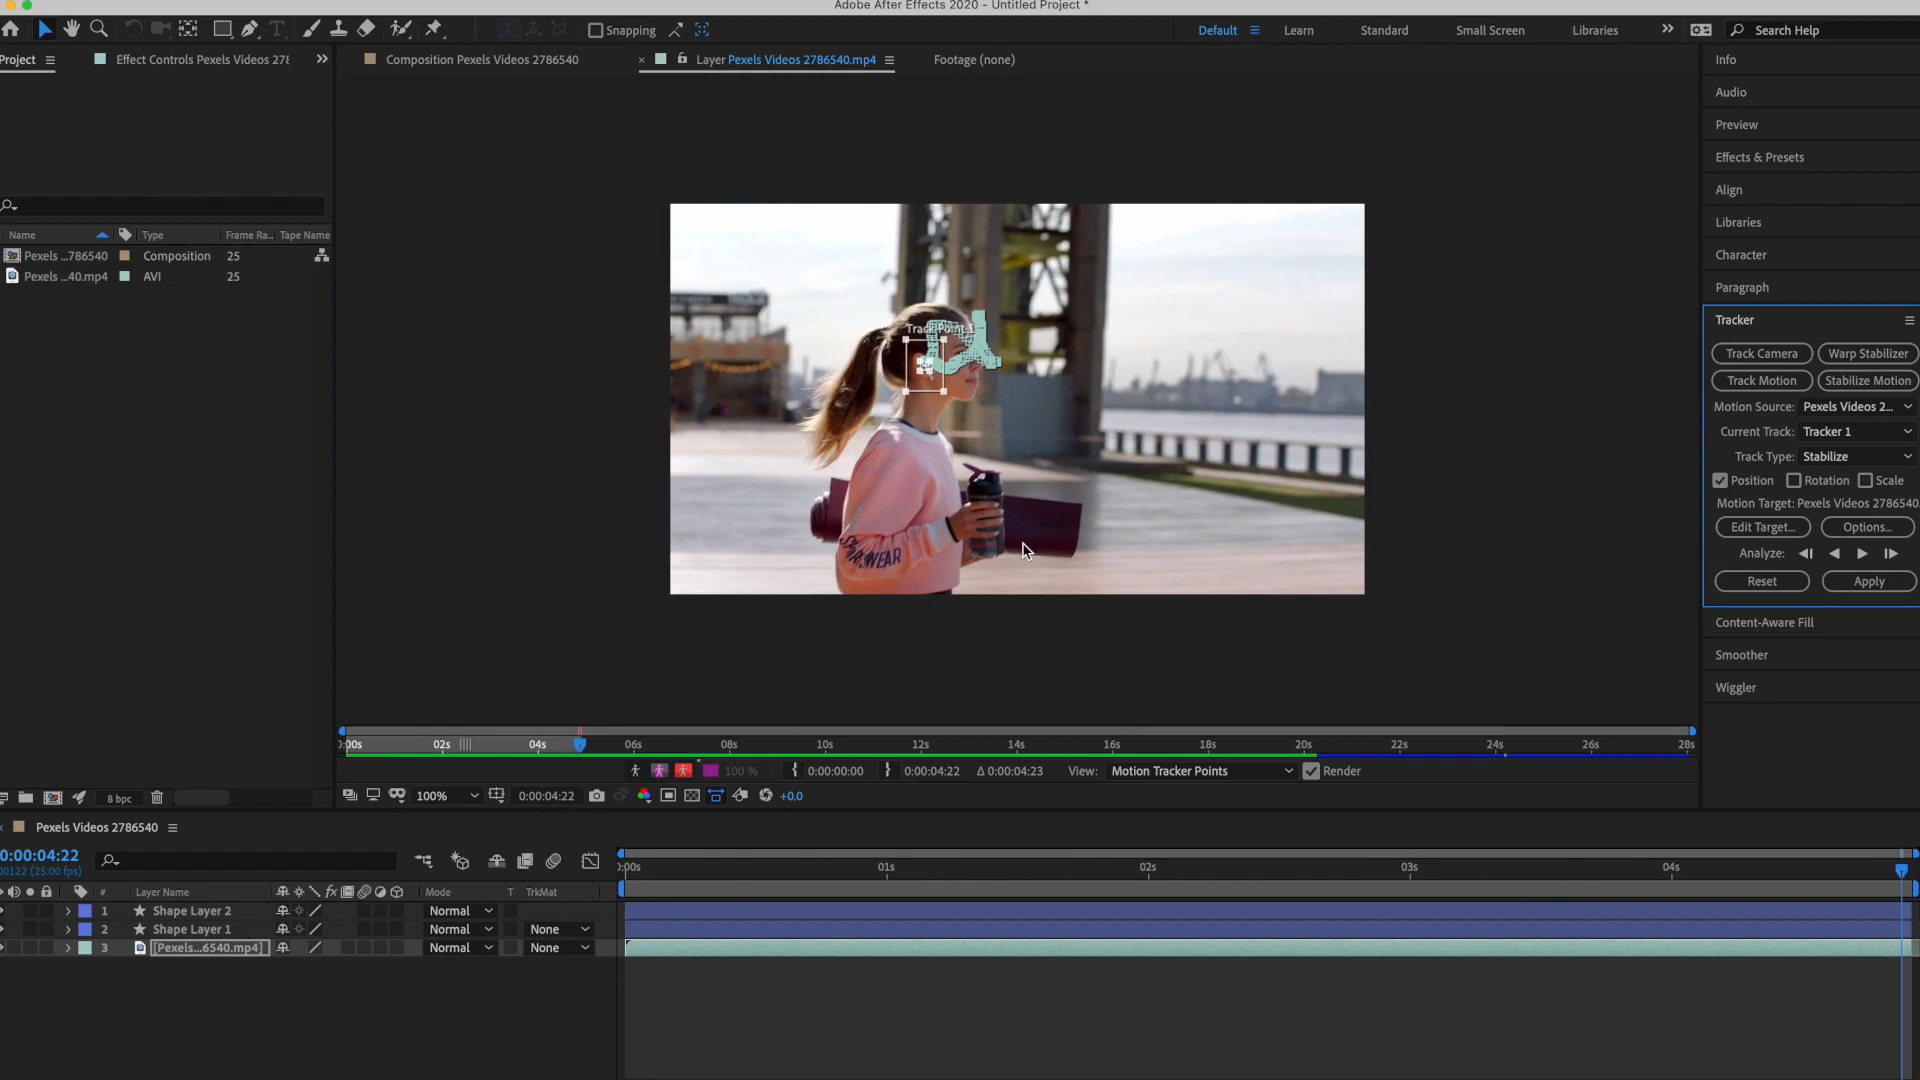 Adobe After Effects 2020 - Untitled Project *
Snapping
Default
Learn
Standard
Small Screen
Libraries
Search Help
Project
Effect Controls Pexels Videos 278
Composition Pexels Videos 2786540
Layer Pexels Videos 2786540.mp4
Footage (none)
Name Type Frame Ra... Tape Name
Pexels ...786540 Composition 25
Pexels ...40.mp4 AVI 25
Track Point 1
SPORTSWEAR
Info
Audio
Preview
Effects & Presets
Align
Libraries
Character
Paragraph
Tracker
Track Camera Warp Stabilizer
Track Motion Stabilize Motion
Motion Source: Pexels Videos 2...
Current Track: Tracker 1
Track Type: Stabilize
Position Rotation Scale
Motion Target: Pexels Videos 2786540
Edit Target... Options...
Analyze:
Reset Apply
Content-Aware Fill
Smoother
Wiggler
0:00s 02s 04s 06s 08s 10s 12s 14s 16s 18s 20s 22s 24s 26s 28s
100 % 0:00:00:00 0:00:04:22 Δ 0:00:04:23 View: Motion Tracker Points Render
8 bpc
100% 0:00:04:22 +0.0
Pexels Videos 2786540
0:00:04:22
00122 (25.00 fps)
0:00s 01s 02s 03s 04s
# Layer Name Mode T TrkMat
1 Shape Layer 2 Normal
2 Shape Layer 1 Normal None
3 [Pexels...6540.mp4] Normal None